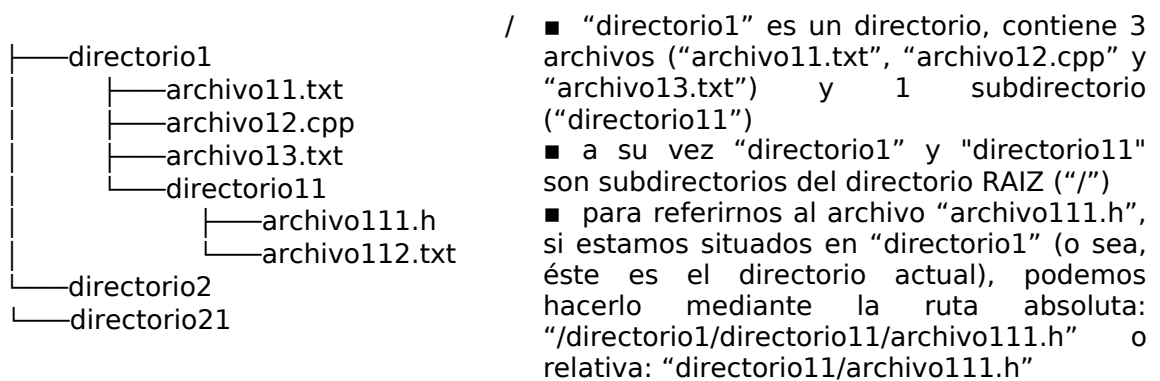 /
directorio1
archivo11.txt
archivo12.cpp
archivo13.txt
directorio11
archivo111.h
archivo112.txt
directorio2
directorio21
▪ “directorio1” es un directorio, contiene 3
archivos (“archivo11.txt”, “archivo12.cpp” y
“archivo13.txt”) y 1 subdirectorio
(“directorio11”)
▪ a su vez “directorio1” y "directorio11"
son subdirectorios del directorio RAIZ (“/”)
▪ para referirnos al archivo “archivo111.h”,
si estamos situados en “directorio1” (o sea,
éste es el directorio actual), podemos
hacerlo mediante la ruta absoluta:
“/directorio1/directorio11/archivo111.h” o
relativa: “directorio11/archivo111.h”